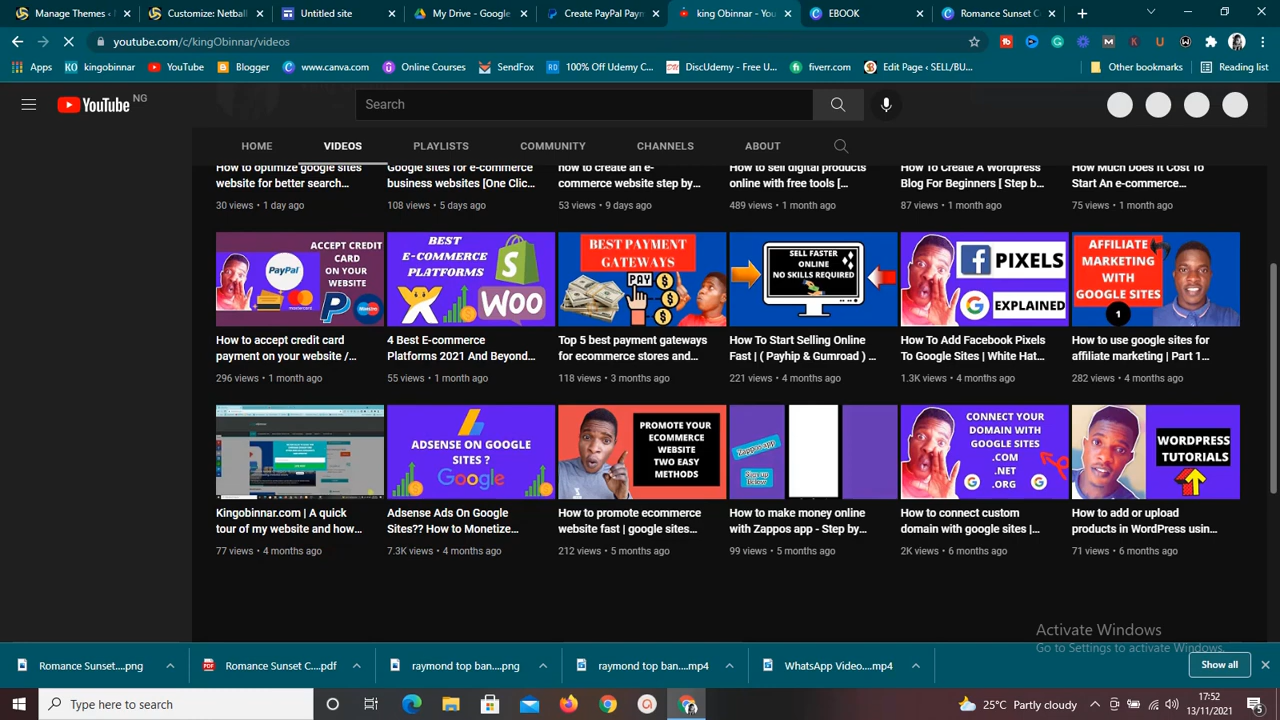 Manage Themes ‹
Customize: Netball
Untitled site
My Drive - Google
Create PayPal Paym
king Obinnar - You
EBOOK
Romance Sunset C
youtube.com/c/kingObinnar/videos
Apps
kingobinnar
YouTube
Blogger
www.canva.com
Online Courses
SendFox
100% Off Udemy C...
DiscUdemy - Free U...
fiverr.com
Edit Page ‹ SELL/BU...
Other bookmarks
Reading list
YouTube NG
Search
HOME
VIDEOS
PLAYLISTS
COMMUNITY
CHANNELS
ABOUT
How to optimize google sites
website for better search...
30 views • 1 day ago
Google sites for e-commerce
business websites [One Clic...
108 views • 5 days ago
how to create an e-
commerce website step by...
53 views • 9 days ago
How to sell digital products
online with free tools [...
489 views • 1 month ago
How To Create A Wordpress
Blog For Beginners [ Step b...
87 views • 1 month ago
How Much Does It Cost To
Start An e-commerce...
75 views • 1 month ago
ACCEPT CREDIT
CARD
ON YOUR
WEBSITE
PayPal
How to accept credit card
payment on your website /...
296 views • 1 month ago
BEST
E-COMMERCE
PLATFORMS
WOO
4 Best E-commerce
Platforms 2021 And Beyond...
55 views • 1 month ago
BEST PAYMENT
GATEWAYS
PAY
Top 5 best payment gateways
for ecommerce stores and...
118 views • 3 months ago
SELL FASTER
ONLINE
NO SKILLS REQUIRED
How To Start Selling Online
Fast | ( Payhip & Gumroad ) ...
221 views • 4 months ago
PIXELS
EXPLAINED
How To Add Facebook Pixels
To Google Sites | White Hat...
1.3K views • 4 months ago
AFFILIATE
MARKETING
WITH
GOOGLE SITES
1
How to use google sites for
affiliate marketing | Part 1...
282 views • 4 months ago
Kingobinnar.com | A quick
tour of my website and how...
77 views • 4 months ago
ADSENSE ON GOOGLE
SITES ?
Google
Adsense Ads On Google
Sites?? How to Monetize...
7.3K views • 4 months ago
PROMOTE YOUR
ECOMMERCE
WEBSITE
TWO EASY
METHODS
How to promote ecommerce
website fast | google sites...
212 views • 5 months ago
How to make money online
with Zappos app - Step by...
99 views • 5 months ago
CONNECT YOUR
DOMAIN WITH
GOOGLE SITES
.COM
.NET
.ORG
How to connect custom
domain with google sites |...
2K views • 6 months ago
WORDPRESS
TUTORIALS
How to add or upload
products in WordPress usin...
71 views • 6 months ago
Activate Windows
Go to Settings to activate Windows.
Romance Sunset....png
Romance Sunset C....pdf
raymond top ban....png
raymond top ban....mp4
WhatsApp Video....mp4
Show all
Type here to search
25°C Partly cloudy
17:52
13/11/2021
5